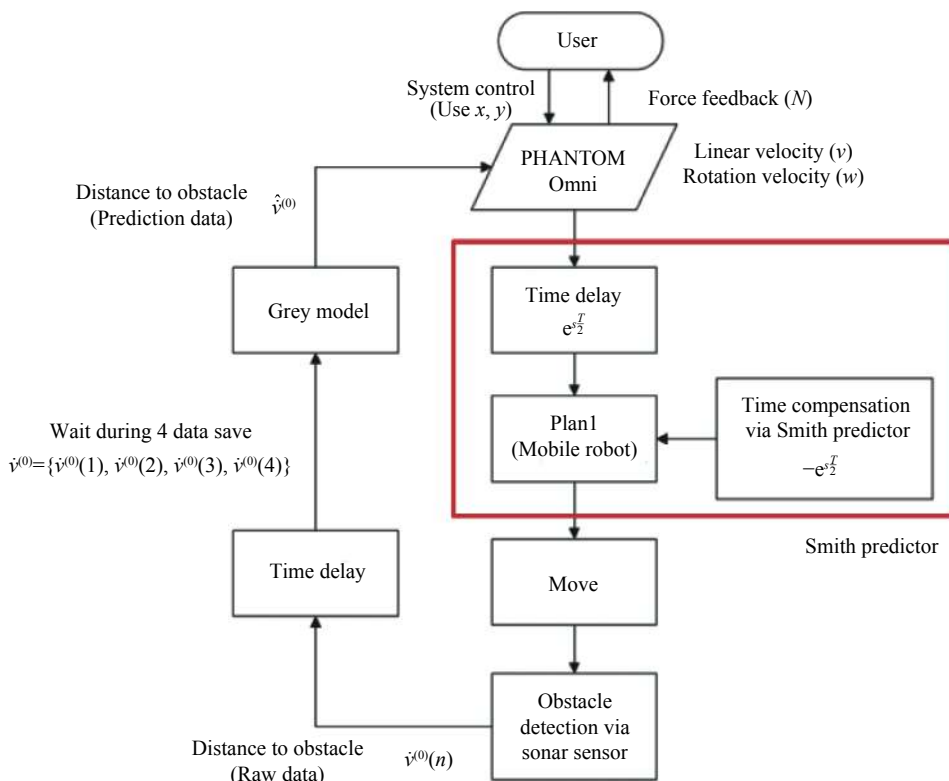 User
System control
(Use x, y)
Force feedback (N)
PHANTOM
Omni
Linear velocity (v)
Rotation velocity (w)
Distance to obstacle
(Prediction data)
v̇̂⁽⁰⁾
Time delay
e^{s\frac{T}{2}}
Grey model
Plan1
(Mobile robot)
Time compensation
via Smith predictor
−e^{s\frac{T}{2}}
Wait during 4 data save
v̇⁽⁰⁾={v̇⁽⁰⁾(1), v̇⁽⁰⁾(2), v̇⁽⁰⁾(3), v̇⁽⁰⁾(4)}
Smith predictor
Time delay
Move
Obstacle
detection via
sonar sensor
Distance to obstacle
(Raw data)
v̇⁽⁰⁾(n)